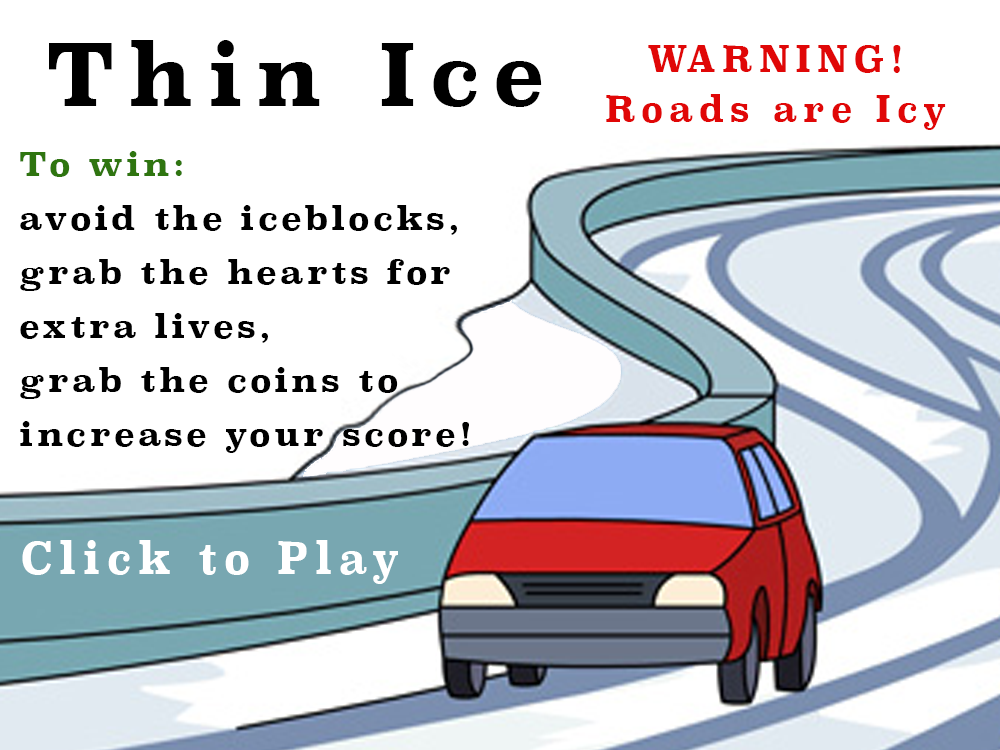 Thin Ice
WARNING!
Roads are Icy
To win:
avoid the iceblocks,
grab the hearts for
extra lives,
grab the coins to
increase your score!
Click to Play